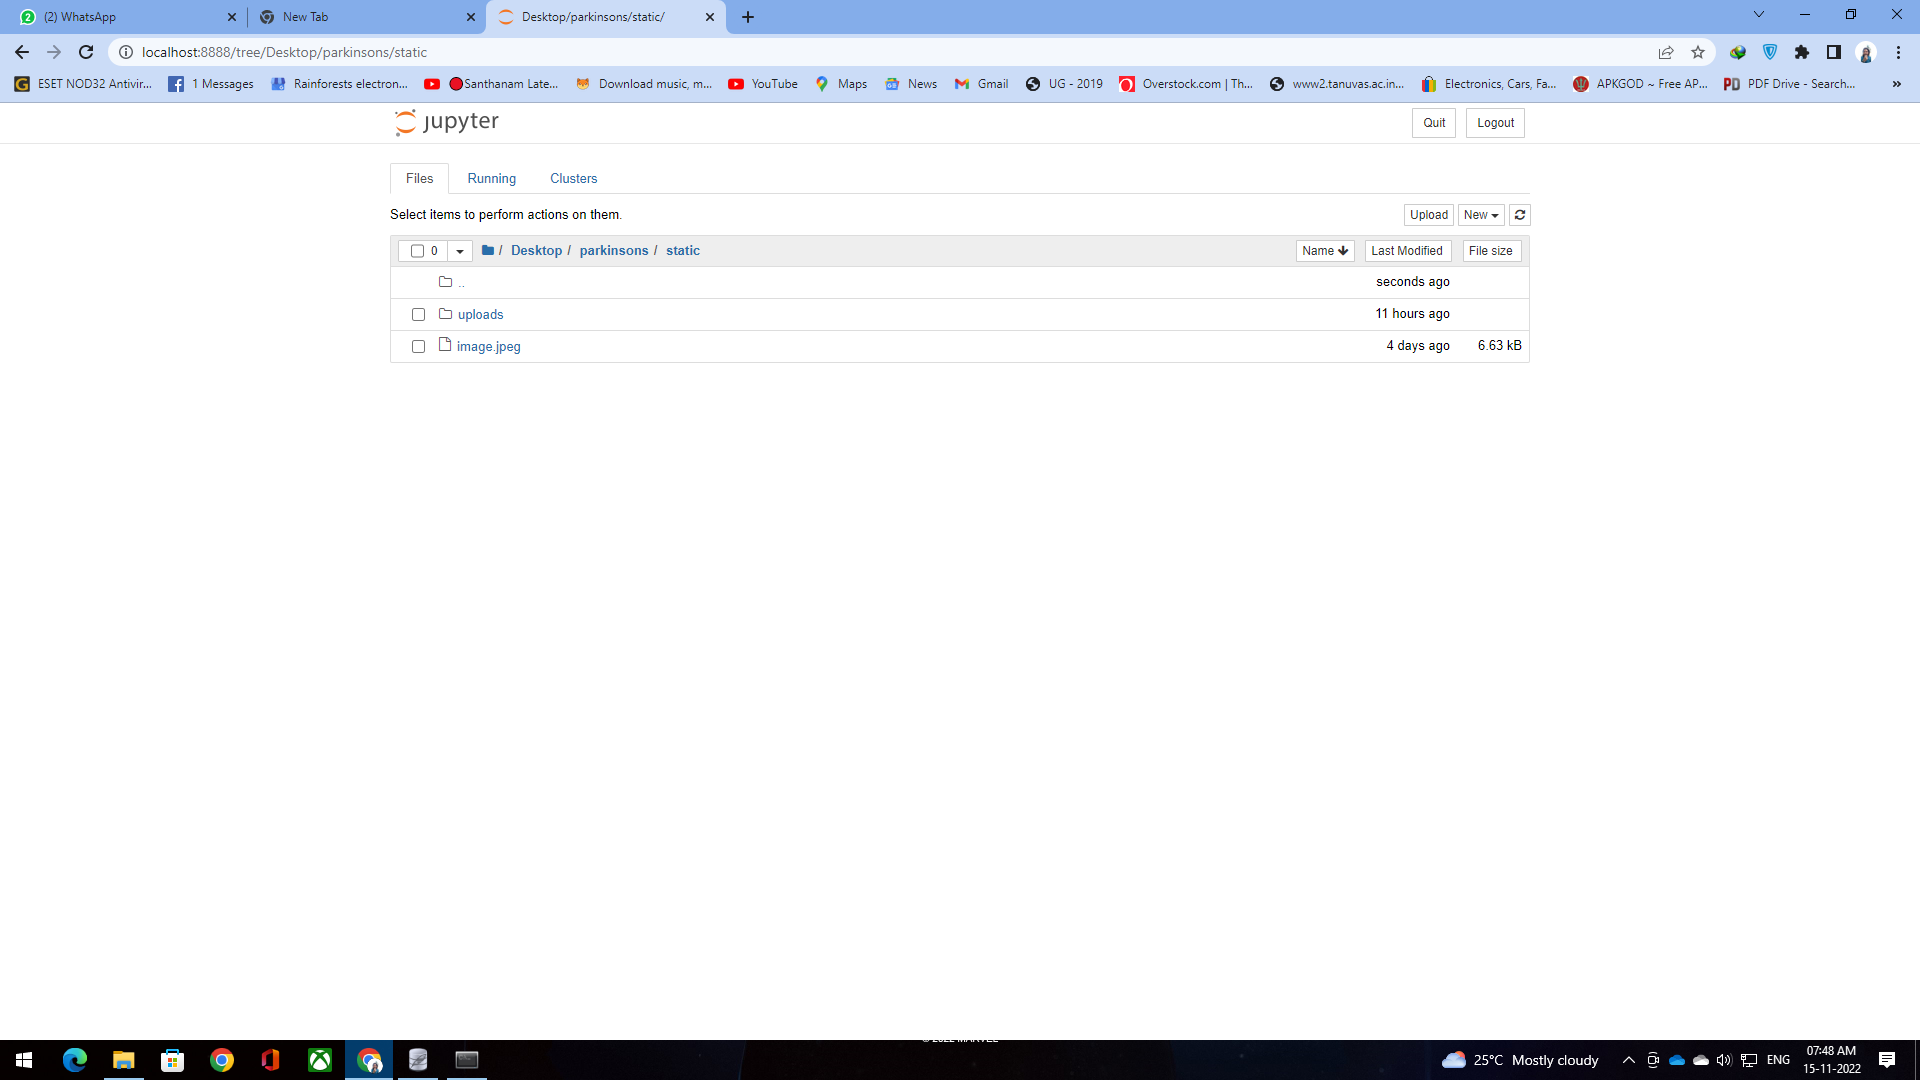 (2) WhatsApp
New Tab
Desktop/parkinsons/static/
localhost:8888/tree/Desktop/parkinsons/static
ESET NOD32 Antivir...
1 Messages
Rainforests electron...
Santhanam Late...
Download music, m...
YouTube
Maps
News
Gmail
UG - 2019
Overstock.com | Th...
www2.tanuvas.ac.in...
Electronics, Cars, Fa...
APKGOD ~ Free AP...
PDF Drive - Search...
»
jupyter
Quit
Logout
Files
Running
Clusters
Select items to perform actions on them.
Upload
New
0
/ Desktop / parkinsons / static
Name
Last Modified
File size
..
seconds ago
uploads
11 hours ago
image.jpeg
4 days ago
6.63 kB
© 2022 MARVEL
25°C Mostly cloudy
ENG
07:48 AM
15-11-2022